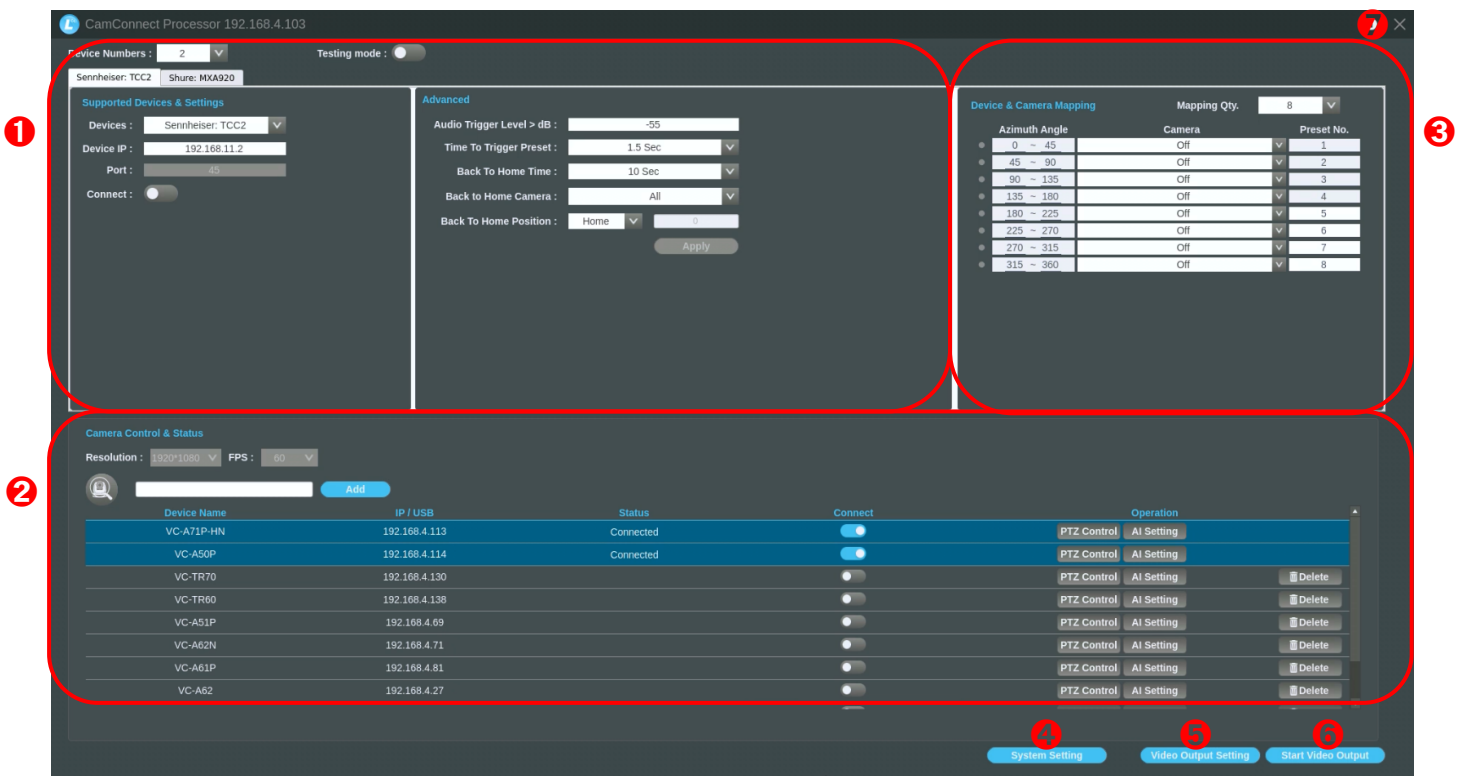 CamConnect Processor 192.168.4.103
7
Device Numbers : 2 Testing mode :
Sennheiser: TCC2 Shure: MXA920
1
Supported Devices & Settings
Devices : Sennheiser: TCC2
Device IP : 192.168.11.2
Port : 45
Connect :
Advanced
Audio Trigger Level > dB : -55
Time To Trigger Preset : 1.5 Sec
Back To Home Time : 10 Sec
Back to Home Camera : All
Back To Home Position : Home 0
Apply
3
Device & Camera Mapping Mapping Qty. 8
Azimuth Angle Camera Preset No.
0 ~ 45 Off 1
45 ~ 90 Off 2
90 ~ 135 Off 3
135 ~ 180 Off 4
180 ~ 225 Off 5
225 ~ 270 Off 6
270 ~ 315 Off 7
315 ~ 360 Off 8
2
Camera Control & Status
Resolution : 1920*1080 FPS : 60
Add
Device Name IP / USB Status Connect Operation
VC-A71P-HN 192.168.4.113 Connected PTZ Control AI Setting
VC-A50P 192.168.4.114 Connected PTZ Control AI Setting
VC-TR70 192.168.4.130 PTZ Control AI Setting Delete
VC-TR60 192.168.4.138 PTZ Control AI Setting Delete
VC-A51P 192.168.4.69 PTZ Control AI Setting Delete
VC-A62N 192.168.4.71 PTZ Control AI Setting Delete
VC-A61P 192.168.4.81 PTZ Control AI Setting Delete
VC-A62 192.168.4.27 PTZ Control AI Setting Delete
4 5 6
System Setting Video Output Setting Start Video Output